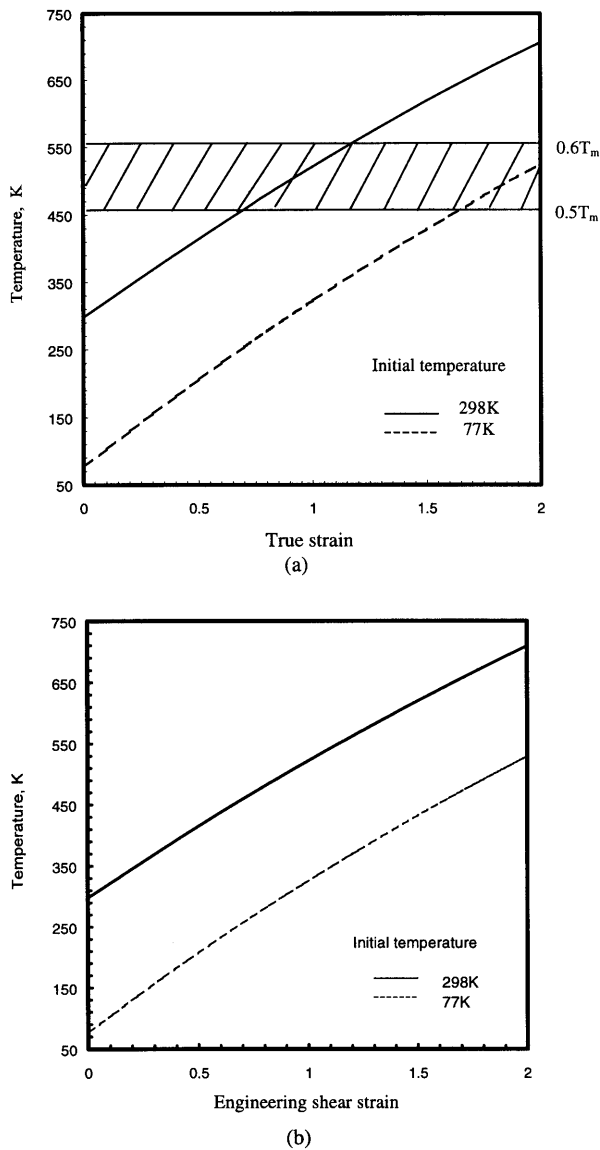 750
650
550
450
350
250
150
50
Temperature, K
0.6Tm
0.5Tm
Initial temperature
298K
77K
0
0.5
1
1.5
2
True strain
(a)
750
650
550
450
350
250
150
50
Temperature, K
Initial temperature
298K
77K
0
0.5
1
1.5
2
Engineering shear strain
(b)